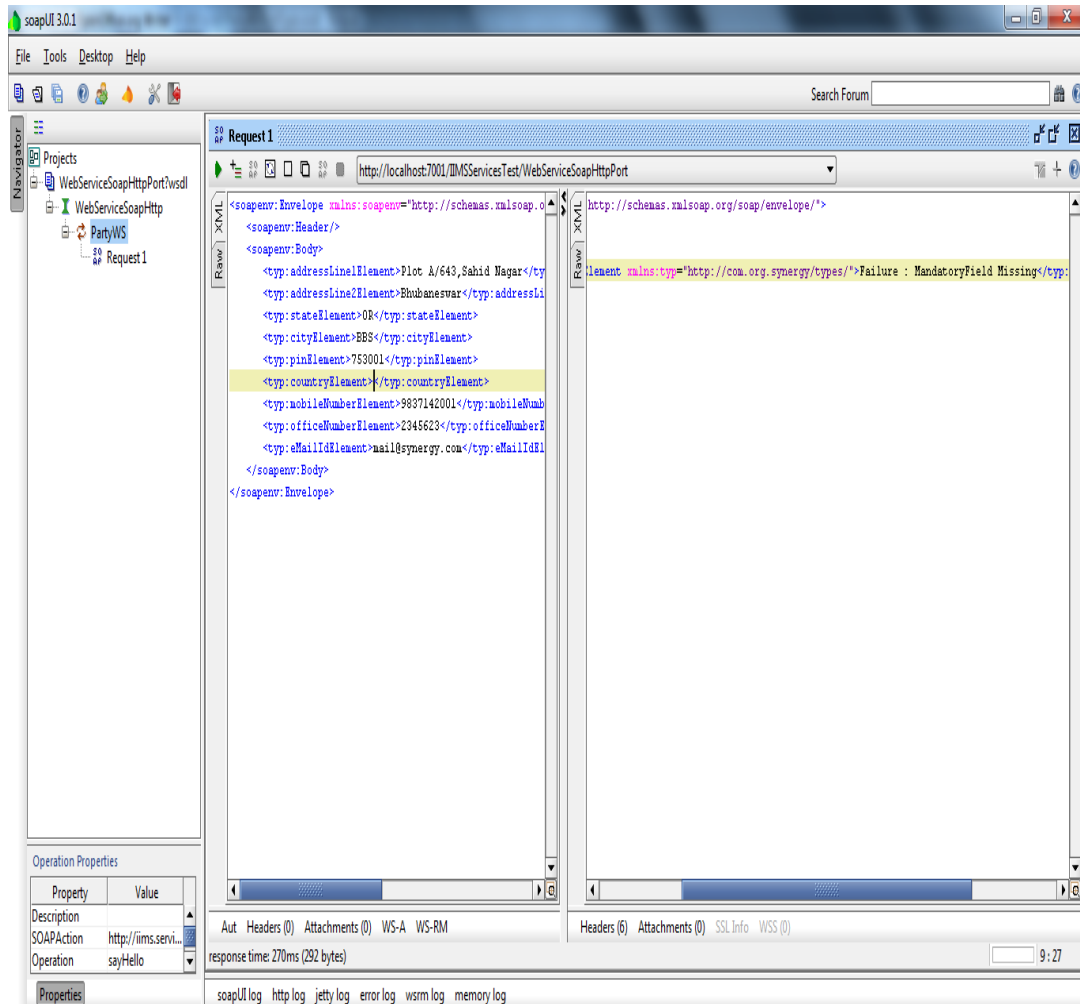 soapUI 3.0.1
File Tools Desktop Help
Search Forum
Navigator
Projects
WebServiceSoapHttpPort?wsdl
WebServiceSoapHttp
PartyWS
Request 1
Request 1
http://localhost:7001/IIMSServicesTest/WebServiceSoapHttpPort
XML
Raw
<soapenv:Envelope xmlns:soapenv="http://schemas.xmlsoap.o
<soapenv:Header/>
<soapenv:Body>
<typ:addressLine1Element>Plot A/643,Sahid Nagar</ty
<typ:addressLine2Element>Bhubaneswar</typ:addressLi
<typ:stateElement>OR</typ:stateElement>
<typ:cityElement>BBS</typ:cityElement>
<typ:pinElement>753001</typ:pinElement>
<typ:countryElement></typ:countryElement>
<typ:mobileNumberElement>9837142001</typ:mobileNumb
<typ:officeNumberElement>2345623</typ:officeNumberE
<typ:eMailIdElement>mail@synergy.com</typ:eMailIdEl
</soapenv:Body>
</soapenv:Envelope>
XML
Raw
http://schemas.xmlsoap.org/soap/envelope/">
Element xmlns:typ="http://com.org.synergy/types/">Failure : MandatoryField Missing</typ:
Aut Headers (0) Attachments (0) WS-A WS-RM
Headers (6) Attachments (0) SSL Info WSS (0)
response time: 270ms (292 bytes)
9 : 27
Operation Properties
Property Value
Description
SOAPAction http://iims.servi...
Operation sayHello
Properties
soapUI log http log jetty log error log wsrm log memory log